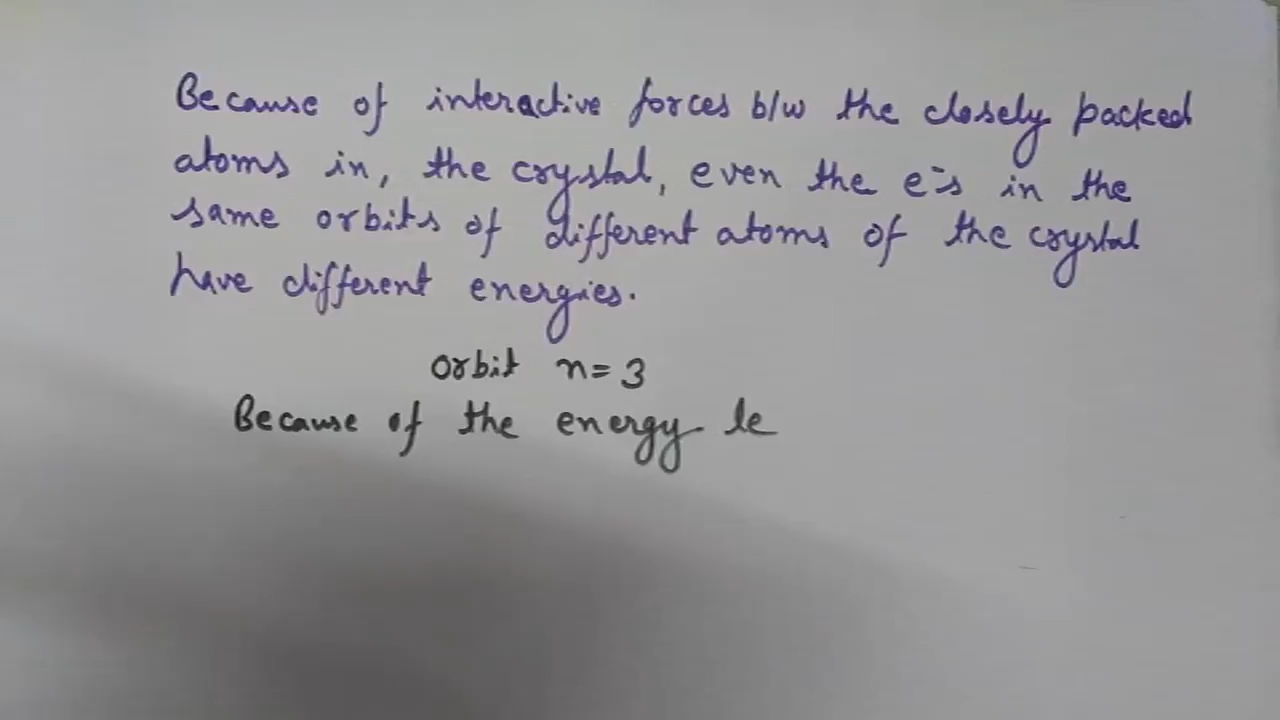 Because of interactive forces b/w the closely packed
atoms in, the crystal, even the e⁻s in the
same orbits of different atoms of the crystal
have different energies.
orbit n=3
Because of the energy le